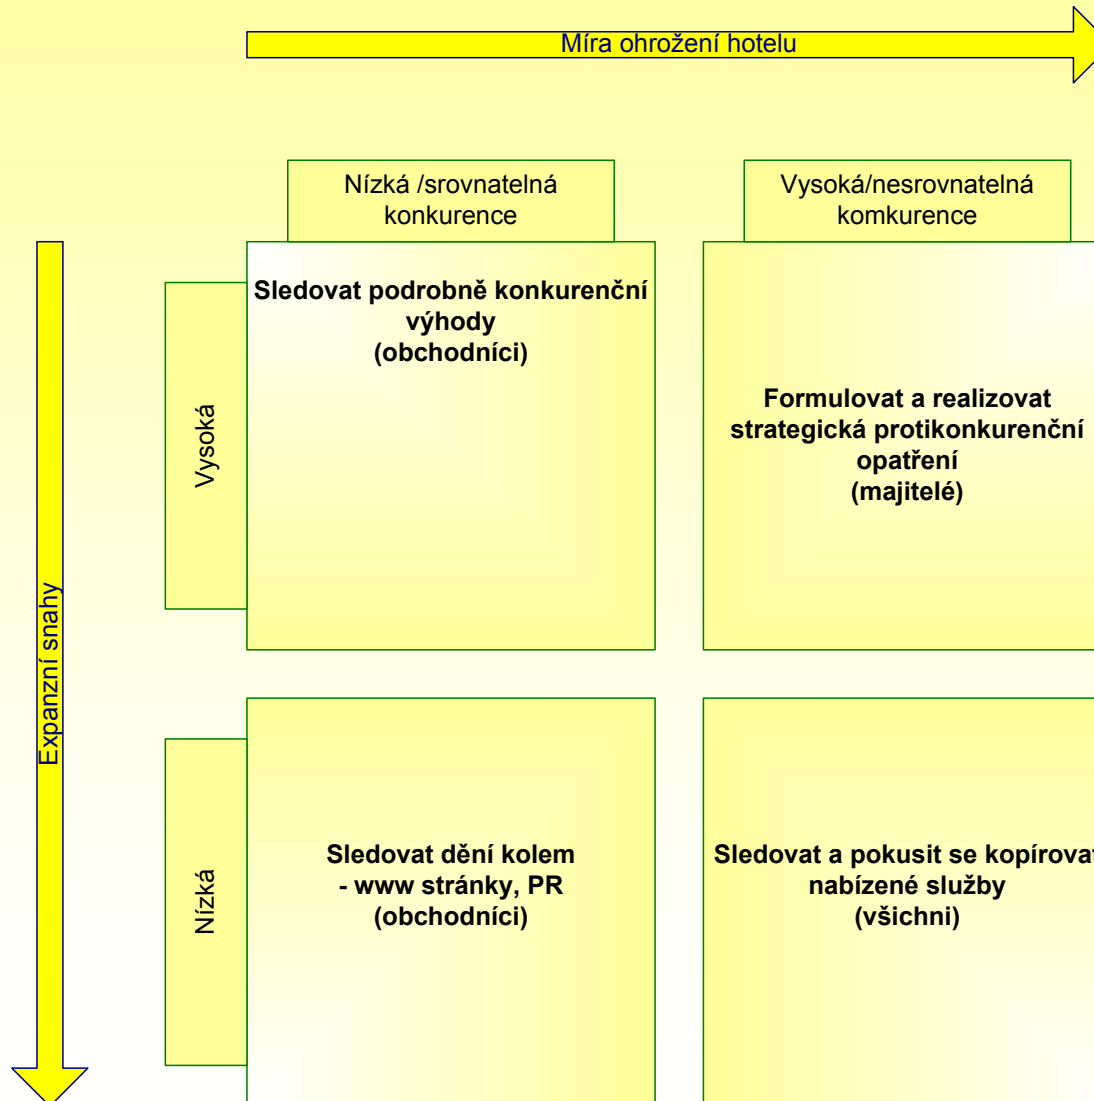 Míra ohrožení hotelu
Nízká /srovnatelná
konkurence
Vysoká/nesrovnatelná
komkurence
Expanzní snahy
Vysoká
Sledovat podrobně konkurenční
výhody
(obchodníci)
Formulovat a realizovat
strategická protikonkurenční
opatření
(majitelé)
Nízká
Sledovat dění kolem
- www stránky, PR
(obchodníci)
Sledovat a pokusit se kopírovat
nabízené služby
(všichni)